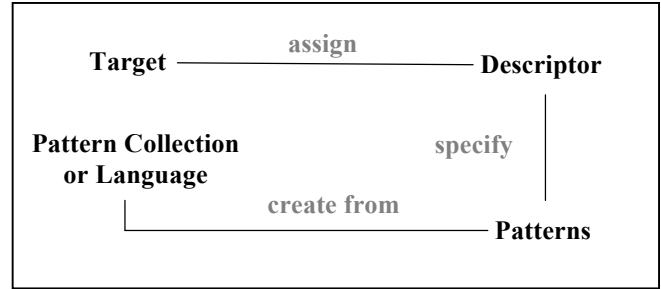 assign
Target
Descriptor
Pattern Collection
or Language
specify
create from
Patterns